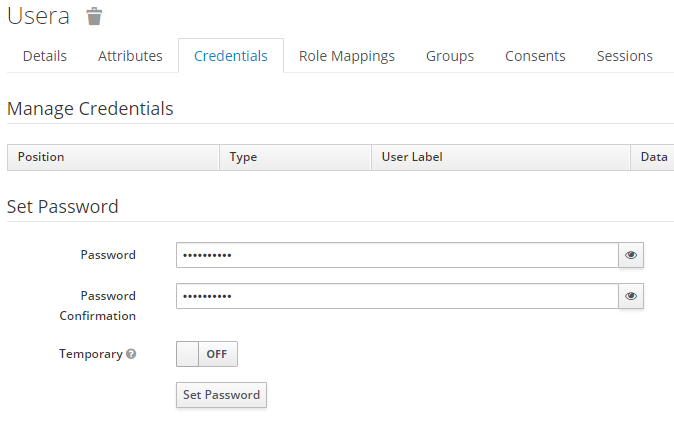 Usera
Details Attributes Credentials Role Mappings Groups Consents Sessions
Manage Credentials
Position Type User Label Data
Set Password
Password ••••••••••
Password Confirmation ••••••••••
Temporary OFF
Set Password